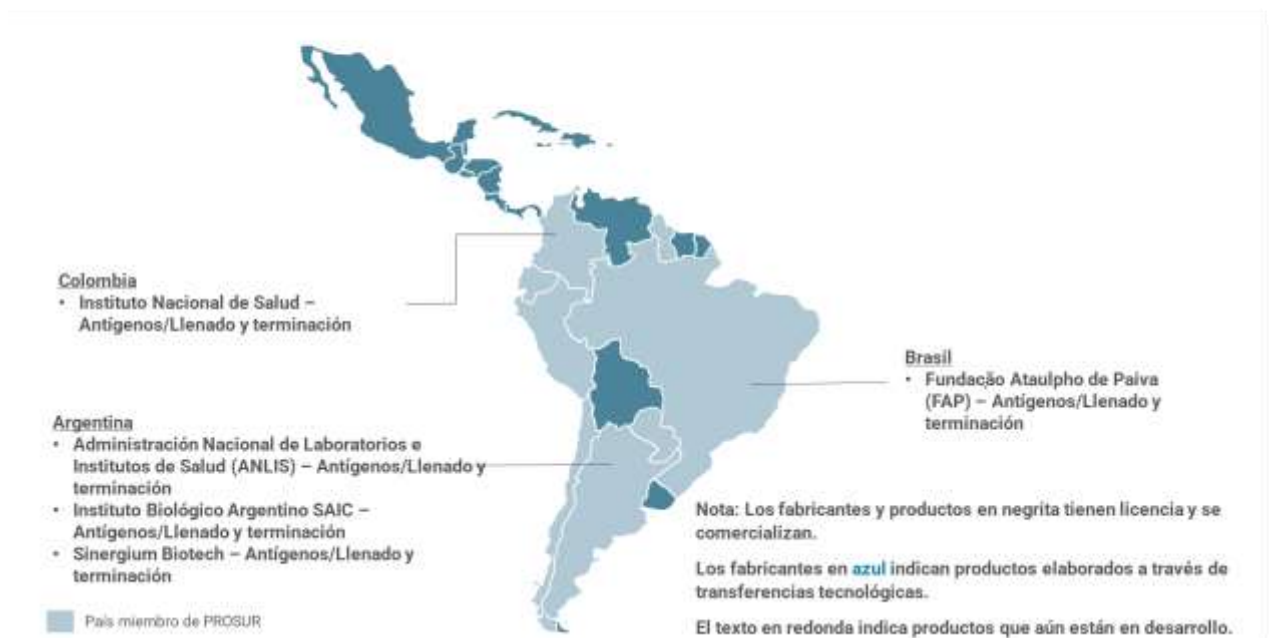 Colombia
• Instituto Nacional de Salud –
Antígenos/Llenado y terminación
Brasil
• Fundação Ataulpho de Paiva
(FAP) – Antígenos/Llenado y
terminación
Argentina
• Administración Nacional de Laboratorios e
Institutos de Salud (ANLIS) – Antígenos/Llenado y
terminación
• Instituto Biológico Argentino SAIC –
Antígenos/Llenado y terminación
• Sinergium Biotech – Antígenos/Llenado y
terminación
País miembro de PROSUR
Nota: Los fabricantes y productos en negrita tienen licencia y se
comercializan.
Los fabricantes en azul indican productos elaborados a través de
transferencias tecnológicas.
El texto en redonda indica productos que aún están en desarrollo.